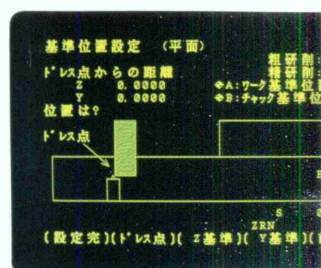 基準位置設定 (平面)
粗研削:
ドレス点からの距離
精研削:
Z 0.0000
◆A:ワーク基準位
Y 0.0000
◆B:チャック基準位
位置は?
ドレス点
S
ZRN
(設定完)(ドレス点)( Z基準)( Y基準)(